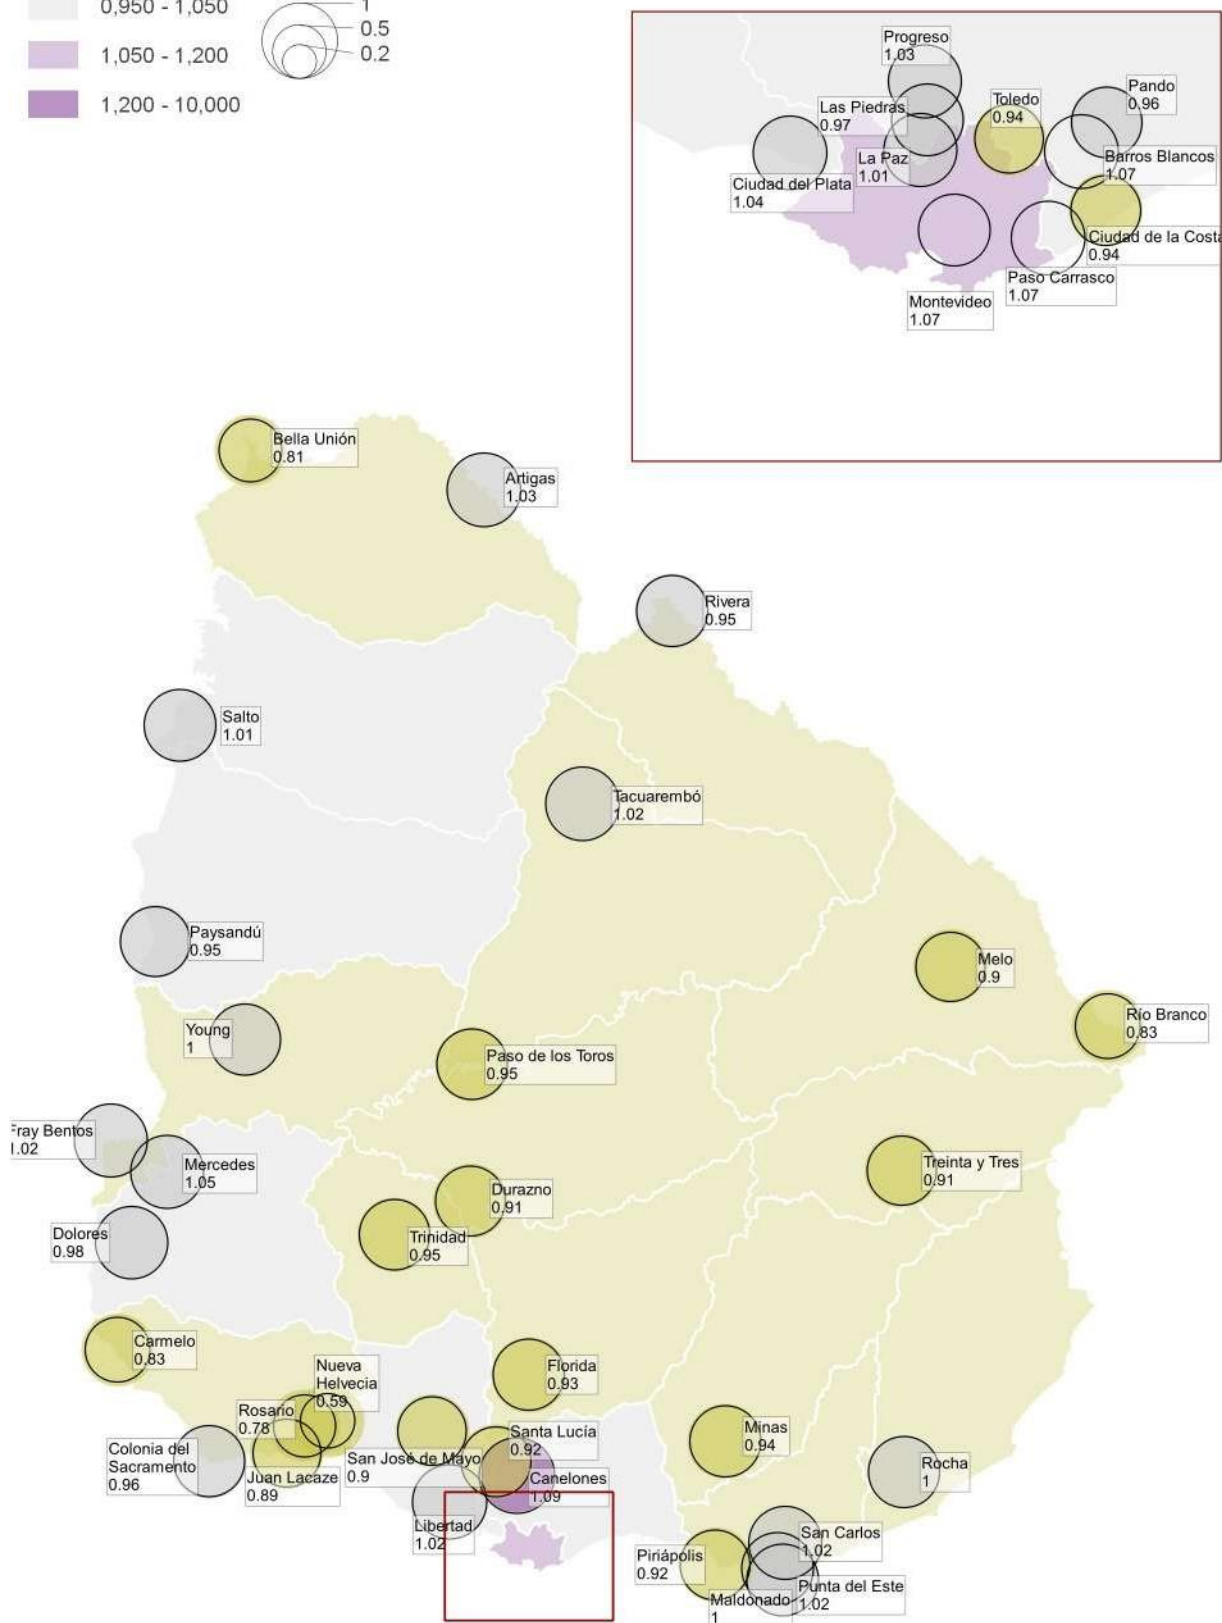 0,950 - 1,050
1,050 - 1,200
1,200 - 10,000
1
0.5
0.2
Progreso
1.03
Las Piedras
0.97
Toledo
0.94
Pando
0.96
La Paz
1.01
Barros Blancos
1.07
Ciudad del Plata
1.04
Ciudad de la Costa
0.94
Paso Carrasco
1.07
Montevideo
1.07
Bella Unión
0.81
Artigas
1.03
Rivera
0.95
Salto
1.01
Tacuarembó
1.02
Paysandú
0.95
Melo
0.9
Río Branco
0.83
Young
1
Paso de los Toros
0.95
Fray Bentos
1.02
Mercedes
1.05
Treinta y Tres
0.91
Durazno
0.91
Dolores
0.98
Trinidad
0.95
Carmelo
0.83
Nueva
Helvecia
0.59
Florida
0.93
Rosario
0.78
Santa Lucía
0.92
Minas
0.94
Colonia del
Sacramento
0.96
Juan Lacaze
0.89
San José de Mayo
0.9
Canelones
1.09
Rocha
1
Libertad
1.02
San Carlos
1.02
Piriápolis
0.92
Punta del Este
1.02
Maldonado
1